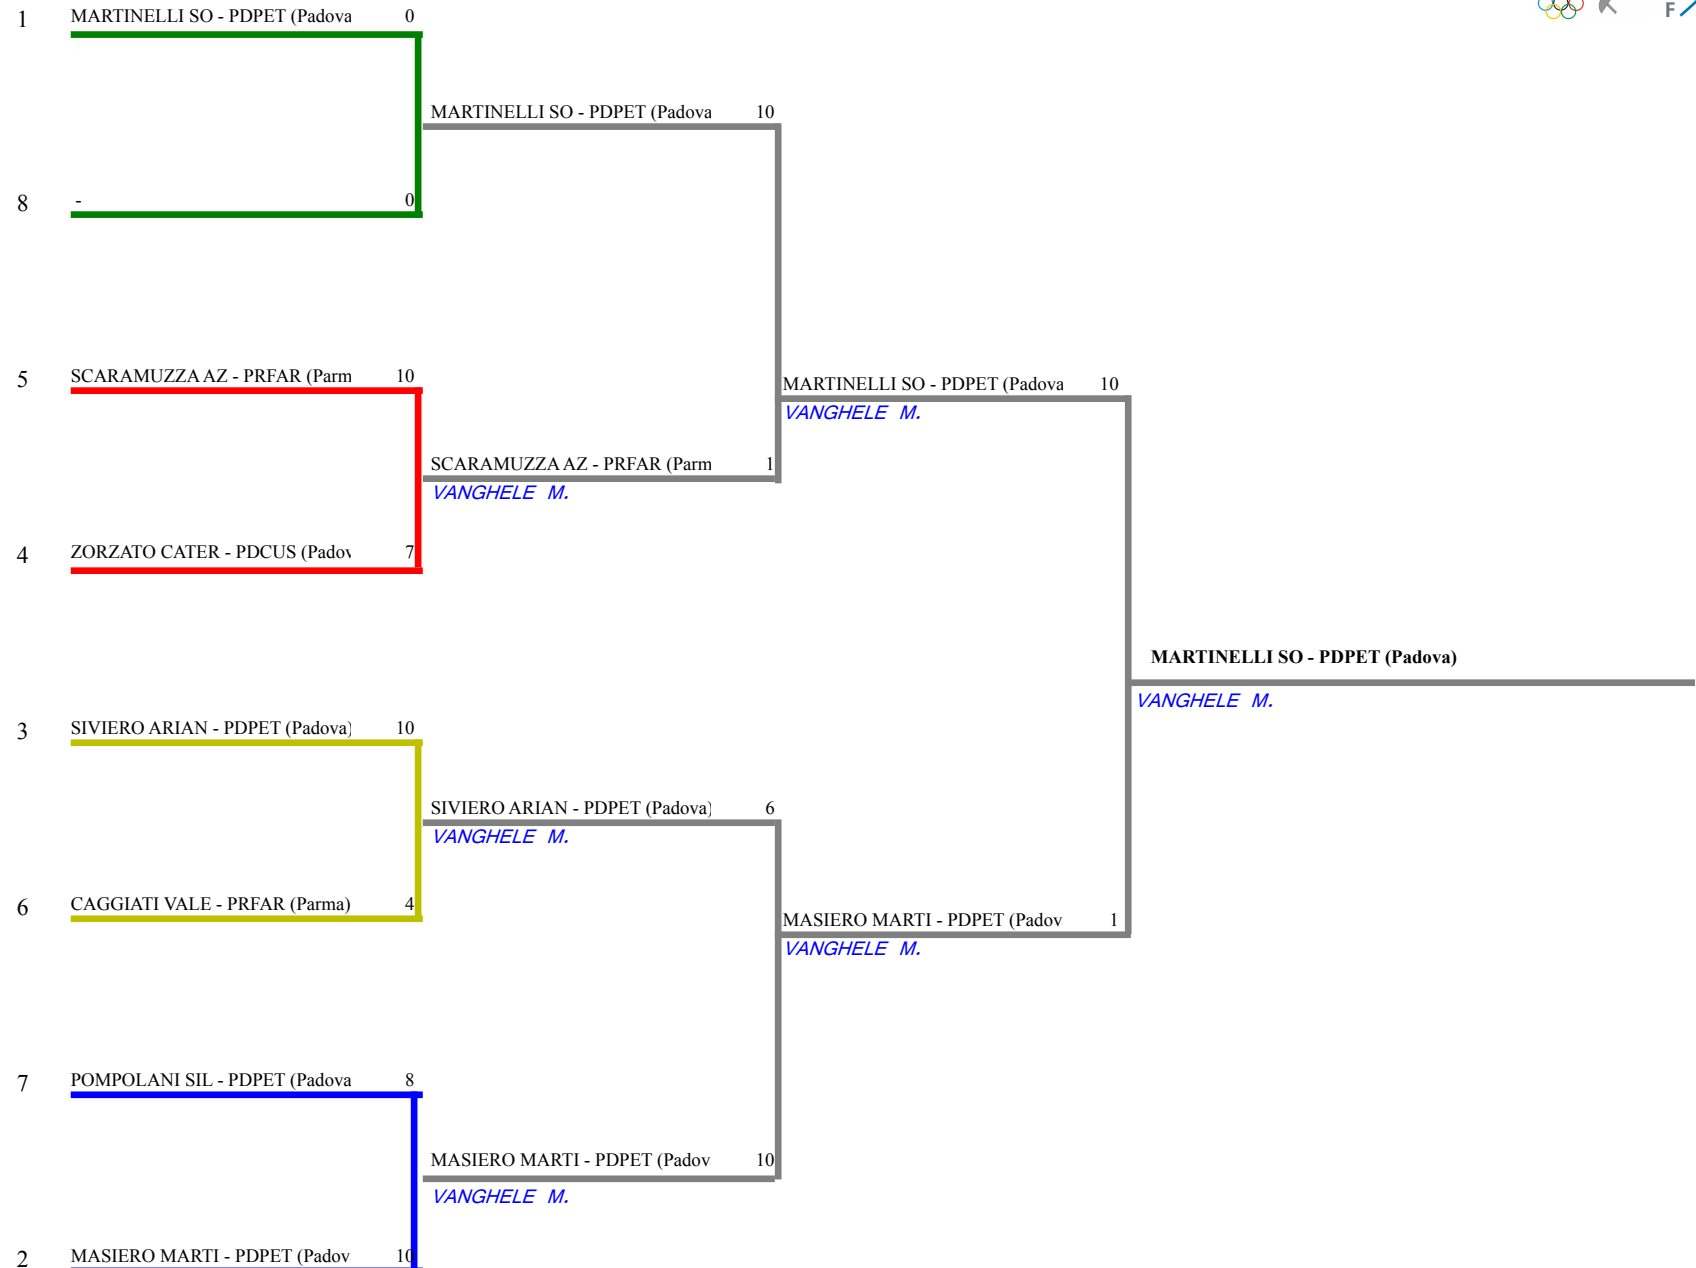 1 MARTINELLI SO - PDPET (Padova 0
F
MARTINELLI SO - PDPET (Padova 10
8 - 0
5 SCARAMUZZA AZ - PRFAR (Parm 10
MARTINELLI SO - PDPET (Padova 10
VANGHELE M.
SCARAMUZZA AZ - PRFAR (Parm 1
VANGHELE M.
4 ZORZATO CATER - PDCUS (Padov 7
MARTINELLI SO - PDPET (Padova)
VANGHELE M.
3 SIVIERO ARIAN - PDPET (Padova) 10
SIVIERO ARIAN - PDPET (Padova) 6
VANGHELE M.
6 CAGGIATI VALE - PRFAR (Parma) 4
MASIERO MARTI - PDPET (Padov 1
VANGHELE M.
7 POMPOLANI SIL - PDPET (Padova 8
MASIERO MARTI - PDPET (Padov 10
VANGHELE M.
2 MASIERO MARTI - PDPET (Padov 10